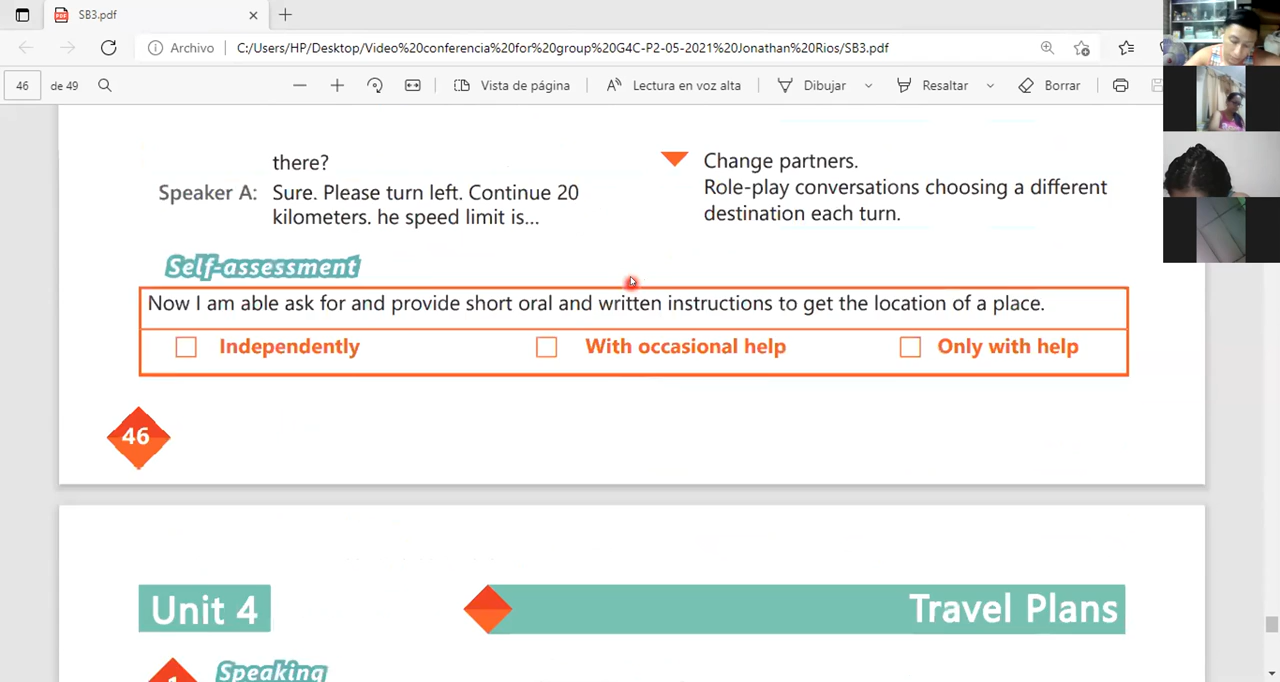 SB3.pdf
Archivo
C:/Users/HP/Desktop/Video%20conferencia%20for%20group%20G4C-P2-05-2021%20Jonathan%20Rios/SB3.pdf
46 de 49
Vista de página
Lectura en voz alta
Dibujar
Resaltar
Borrar
there?
Speaker A: Sure. Please turn left. Continue 20
kilometers. he speed limit is...
Change partners.
Role-play conversations choosing a different
destination each turn.
Self-assessment
Now I am able ask for and provide short oral and written instructions to get the location of a place.
Independently With occasional help Only with help
46
Unit 4 Travel Plans
1 Speaking